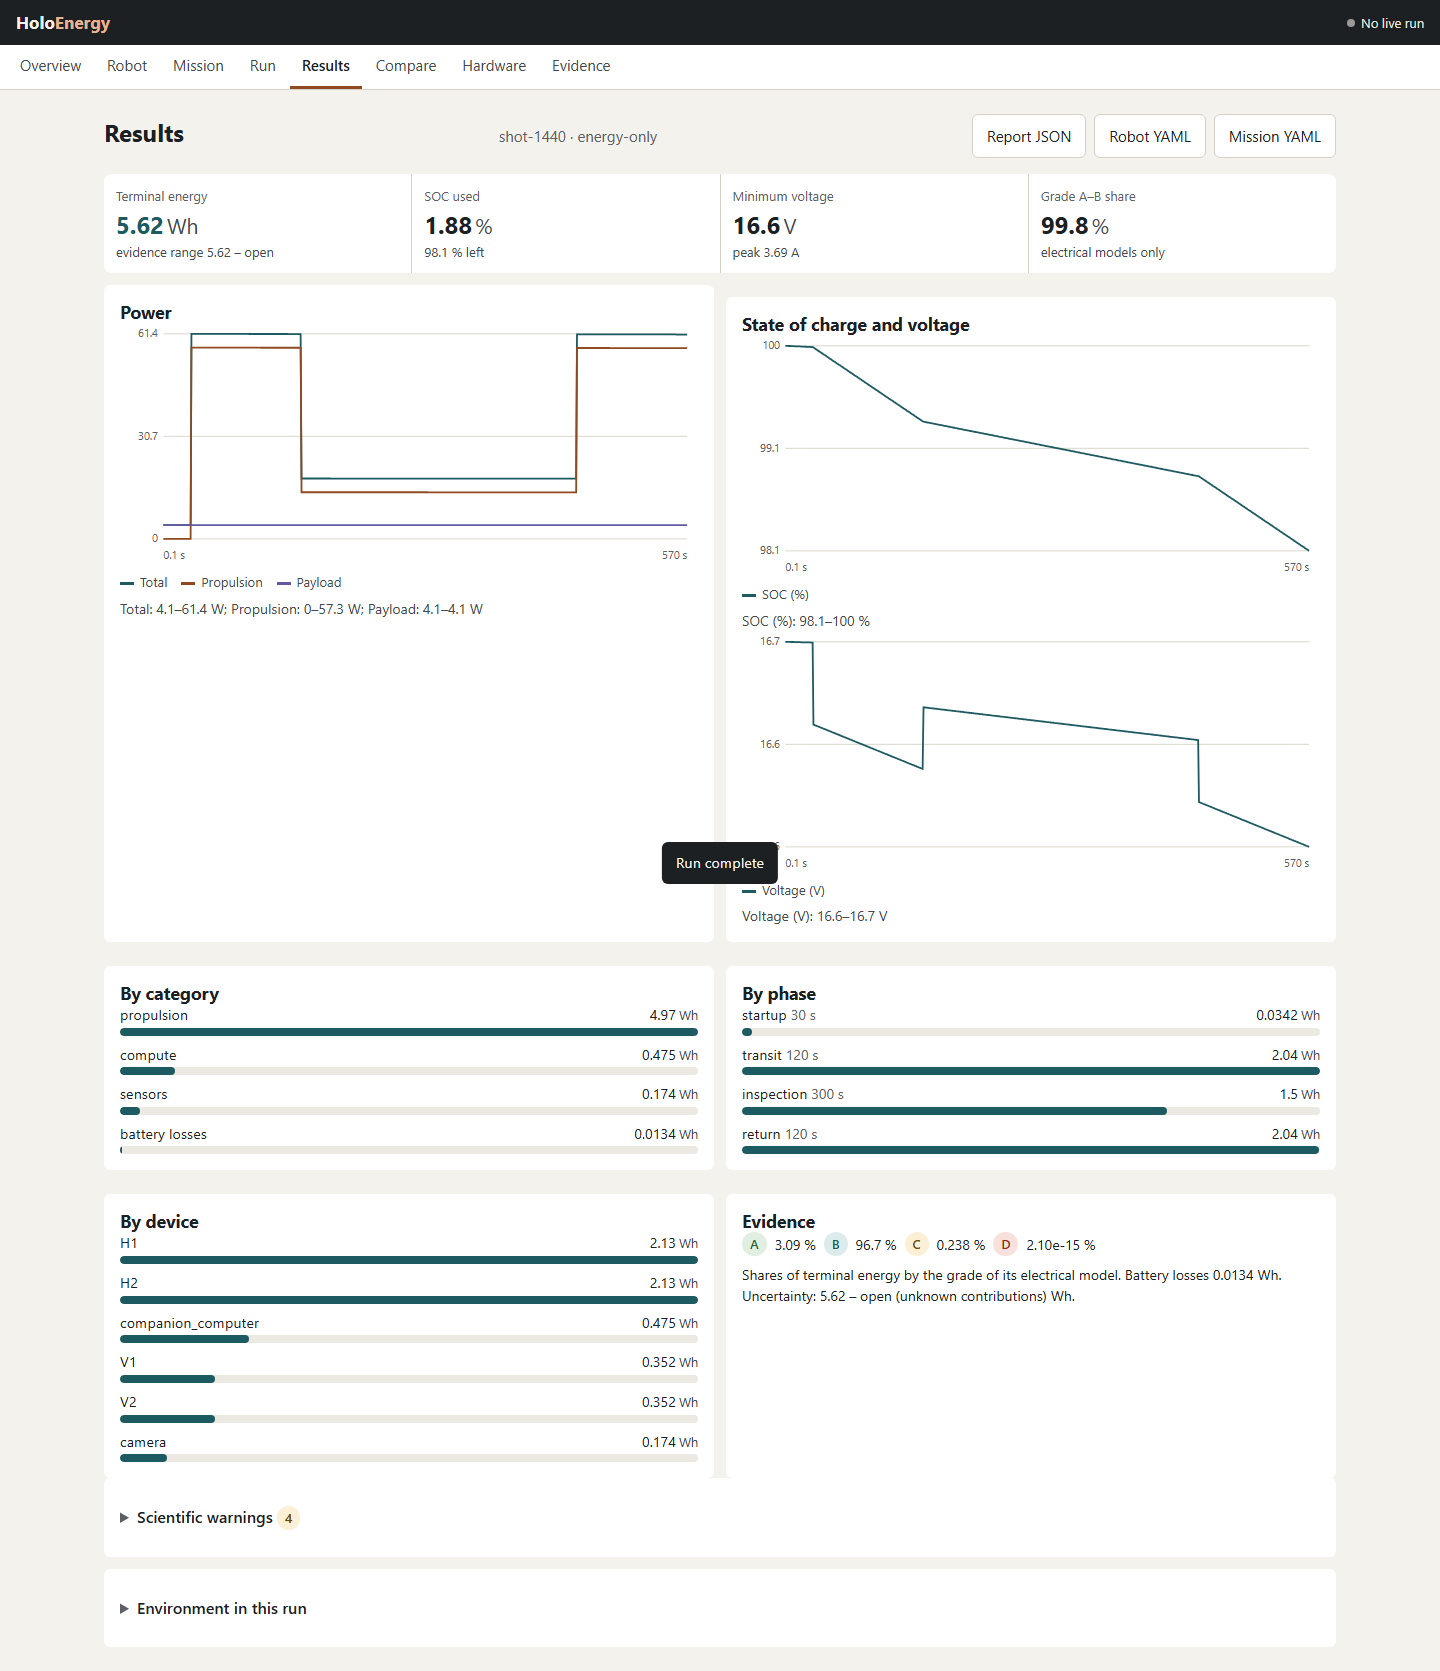 HoloEnergy
No live run
Overview Robot Mission Run Results Compare Hardware Evidence
Results
shot-1440 · energy-only
Report JSON
Robot YAML
Mission YAML
Terminal energy
5.62 Wh
evidence range 5.62 – open
SOC used
1.88 %
98.1 % left
Minimum voltage
16.6 V
peak 3.69 A
Grade A–B share
99.8 %
electrical models only
Power
61.4
30.7
0
0.1 s
570 s
Total Propulsion Payload
Total: 4.1–61.4 W; Propulsion: 0–57.3 W; Payload: 4.1–4.1 W
State of charge and voltage
100
99.1
98.1
0.1 s
570 s
SOC (%)
SOC (%): 98.1–100 %
16.7
16.6
0.1 s
570 s
Voltage (V)
Voltage (V): 16.6–16.7 V
Run complete
By category
propulsion 4.97 Wh
compute 0.475 Wh
sensors 0.174 Wh
battery losses 0.0134 Wh
By phase
startup 30 s 0.0342 Wh
transit 120 s 2.04 Wh
inspection 300 s 1.5 Wh
return 120 s 2.04 Wh
By device
H1 2.13 Wh
H2 2.13 Wh
companion_computer 0.475 Wh
V1 0.352 Wh
V2 0.352 Wh
camera 0.174 Wh
Evidence
A 3.09 % B 96.7 % C 0.238 % D 2.10e-15 %
Shares of terminal energy by the grade of its electrical model. Battery losses 0.0134 Wh.
Uncertainty: 5.62 – open (unknown contributions) Wh.
Scientific warnings 4
Environment in this run